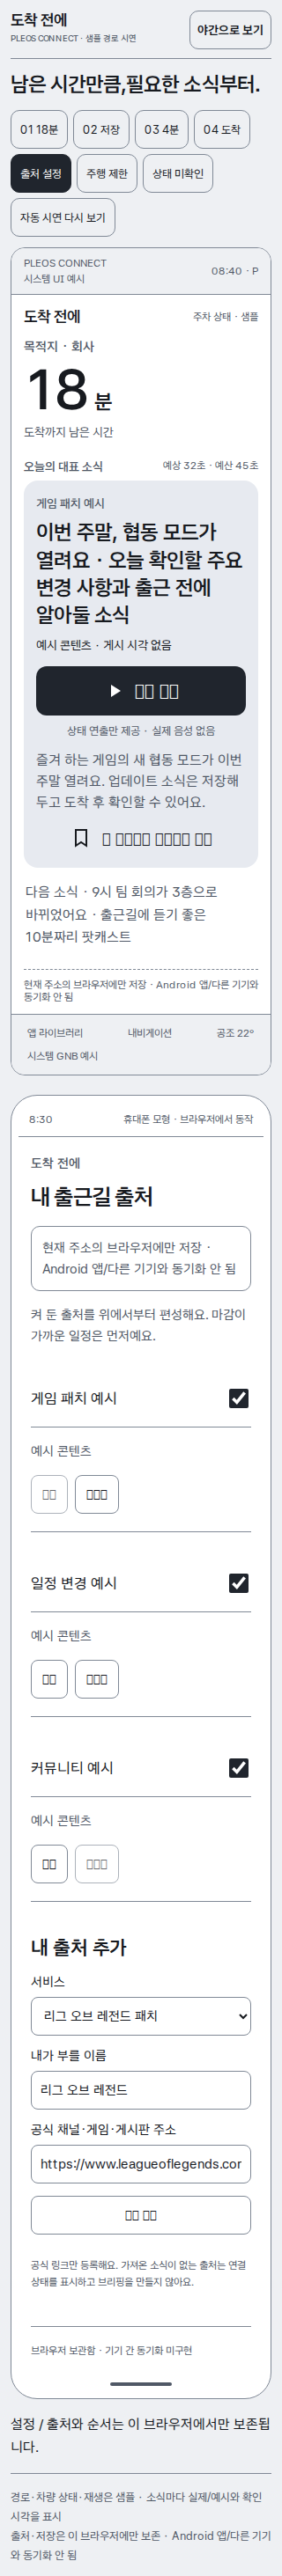 도착 전에
PLEOS CONNECT · 샘플 경로 시연
야간으로 보기
남은 시간만큼,필요한 소식부터.
01 18분
02 저장
03 4분
04 도착
출처 설정
주행 제한
상태 미확인
자동 시연 다시 보기
PLEOS CONNECT
시스템 UI 예시
08:40 · P
도착 전에
주차 상태 · 샘플
목적지 · 회사
18 분
도착까지 남은 시간
오늘의 대표 소식
예상 32초 · 예산 45초
게임 패치 예시
이번 주말, 협동 모드가
열려요 · 오늘 확인할 주요
변경 사항과 출근 전에
알아둘 소식
예시 콘텐츠 · 게시 시각 없음
상태 연출만 제공 · 실제 음성 없음
즐겨 하는 게임의 새 협동 모드가 이번
주말 열려요. 업데이트 소식은 저장해
두고 도착 후 확인할 수 있어요.
다음 소식 · 9시 팀 회의가 3층으로
바뀌었어요 · 출근길에 듣기 좋은
10분짜리 팟캐스트
현재 주소의 브라우저에만 저장 · Android 앱/다른 기기와
동기화 안 됨
앱 라이브러리
내비게이션
공조 22°
시스템 GNB 예시
8:30
휴대폰 모형 · 브라우저에서 동작
도착 전에
내 출근길 출처
현재 주소의 브라우저에만 저장 ·
Android 앱/다른 기기와 동기화 안 됨
켜 둔 출처를 위에서부터 편성해요. 마감이
가까운 일정은 먼저예요.
게임 패치 예시
예시 콘텐츠
일정 변경 예시
예시 콘텐츠
커뮤니티 예시
예시 콘텐츠
내 출처 추가
서비스
리그 오브 레전드 패치
내가 부를 이름
리그 오브 레전드
공식 채널·게임·게시판 주소
https://www.leagueoflegends.cor
공식 링크만 등록해요. 가져온 소식이 없는 출처는 연결
상태를 표시하고 브리핑을 만들지 않아요.
브라우저 보관함 · 기기 간 동기화 미구현
설정 / 출처와 순서는 이 브라우저에서만 보존됩
니다.
경로·차량 상태·재생은 샘플 · 소식마다 실제/예시와 확인
시각을 표시
출처·저장은 이 브라우저에만 보존 · Android 앱/다른 기기
와 동기화 안 됨